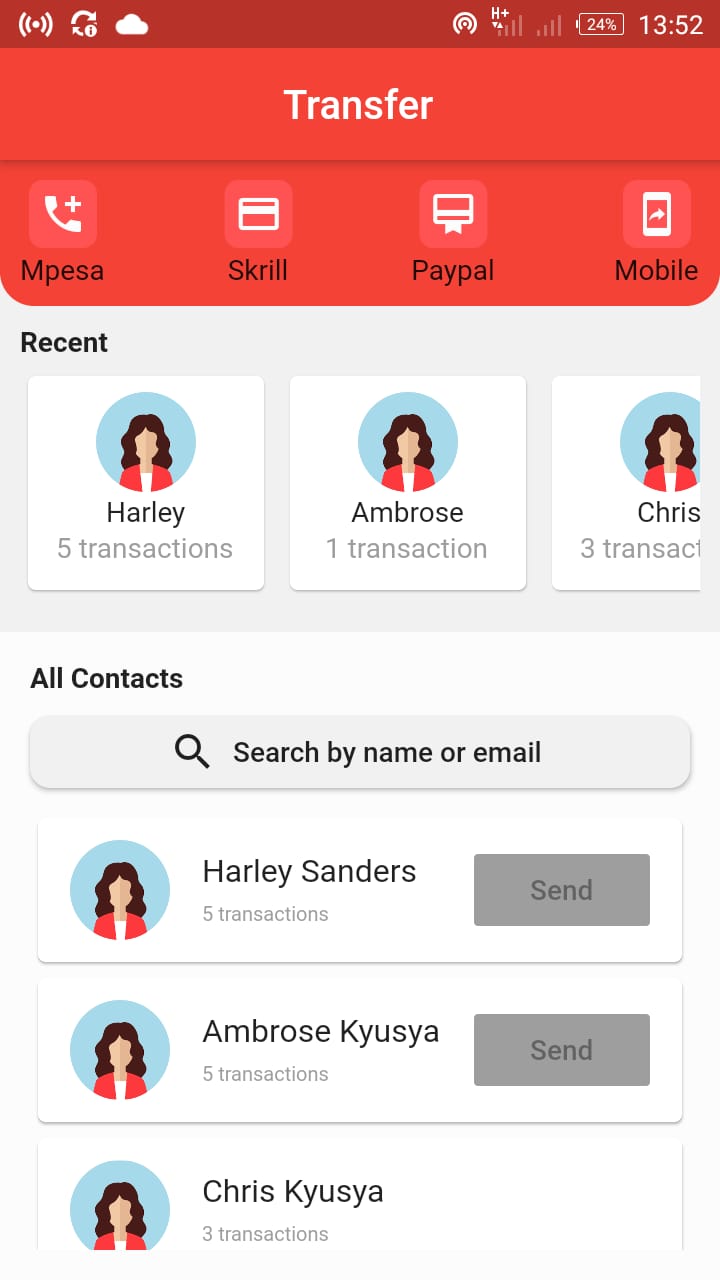 H+ 24% 13:52
Transfer
Mpesa Skrill Paypal Mobile
Recent
Harley Ambrose Chris
5 transactions 1 transaction 3 transact
All Contacts
Search by name or email
Harley Sanders
5 transactions
Send
Ambrose Kyusya
5 transactions
Send
Chris Kyusya
3 transactions